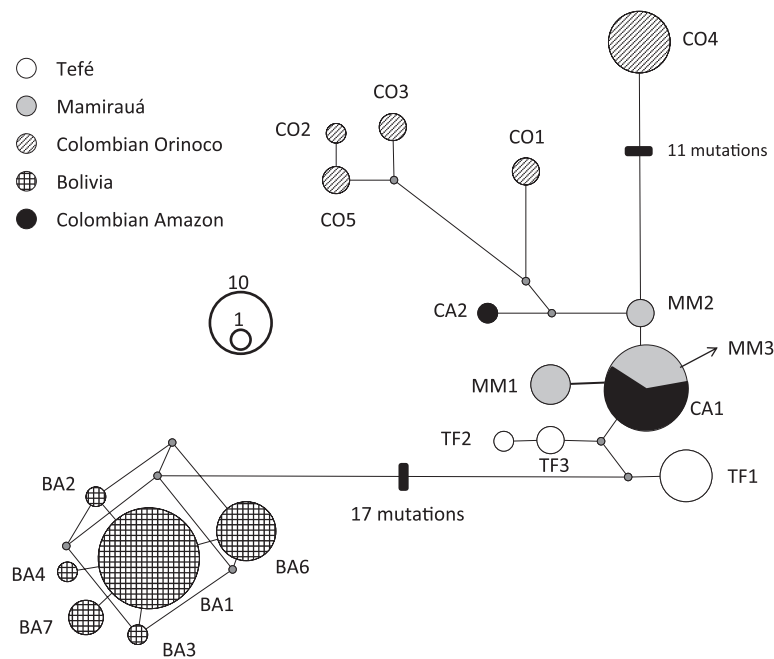 Tefé
Mamirauá
Colombian Orinoco
Bolivia
Colombian Amazon
CO4
CO3
CO2
CO1
11 mutations
CO5
10
1
CA2
MM2
MM3
MM1
CA1
TF2
TF3
TF1
BA2
17 mutations
BA6
BA4
BA1
BA7
BA3